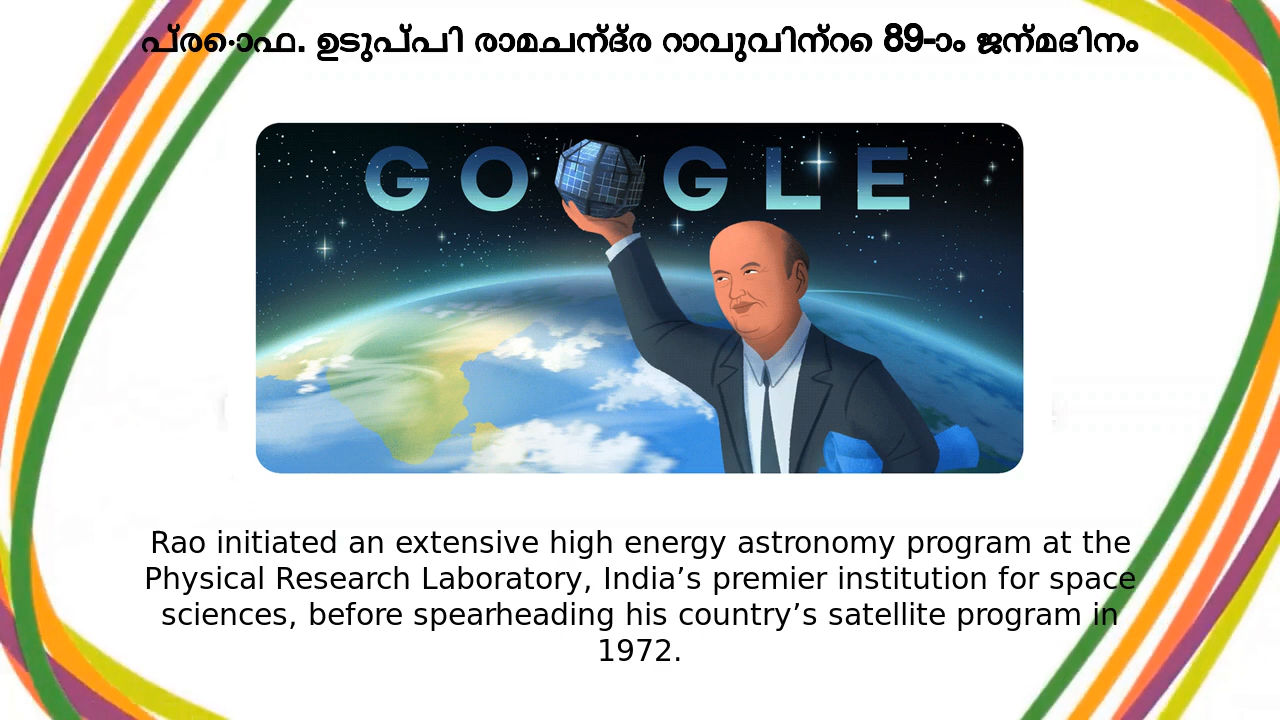 പ്രൊഫ. ഉടുപ്പി രാമചന്ദ്ര റാവുവിന്റെ 89-ാം ജന്മദിനം
GOOGLE
Rao initiated an extensive high energy astronomy program at the
Physical Research Laboratory, India’s premier institution for space
sciences, before spearheading his country’s satellite program in
1972.